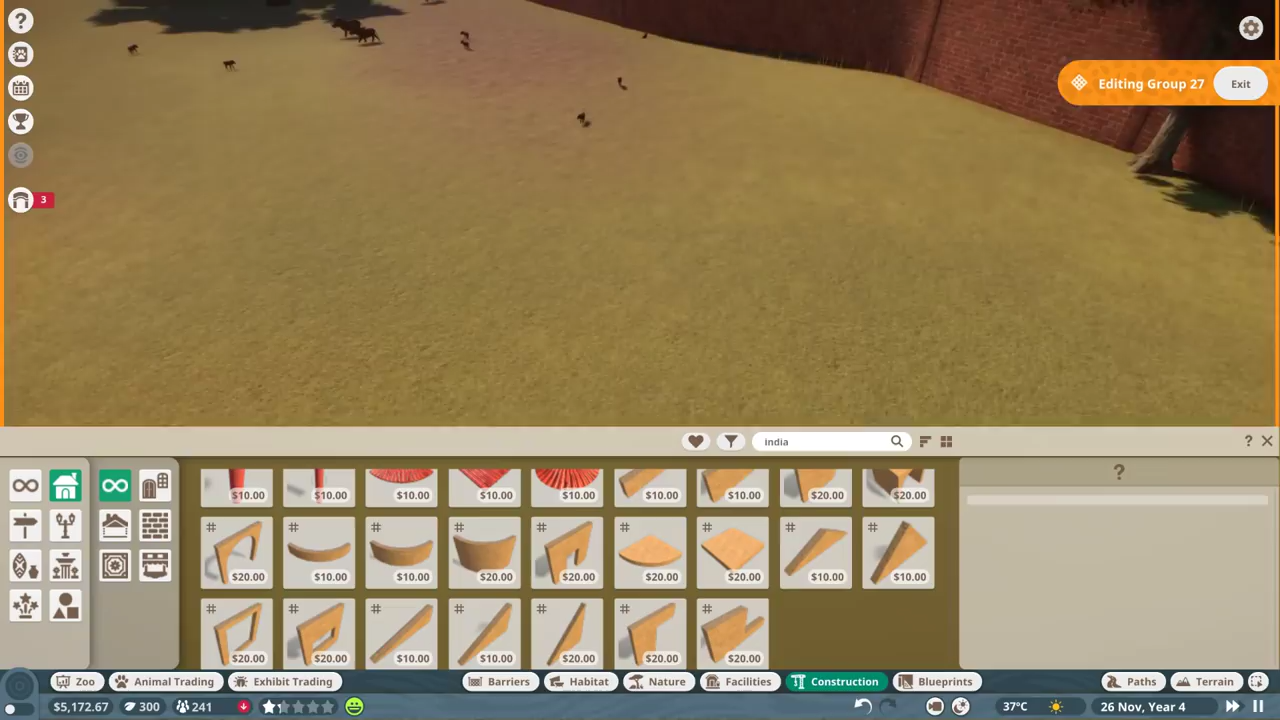 ?
Editing Group 27
Exit
3
india
?
?
$10.00
$10.00
$10.00
$10.00
$10.00
$10.00
$10.00
$20.00
$20.00
$20.00
$10.00
$10.00
$20.00
$20.00
$20.00
$20.00
$10.00
$10.00
$20.00
$20.00
$10.00
$10.00
$20.00
$20.00
$20.00
Zoo
Animal Trading
Exhibit Trading
Barriers
Habitat
Nature
Facilities
Construction
Blueprints
Paths
Terrain
$5,172.67
300
241
37°C
26 Nov, Year 4